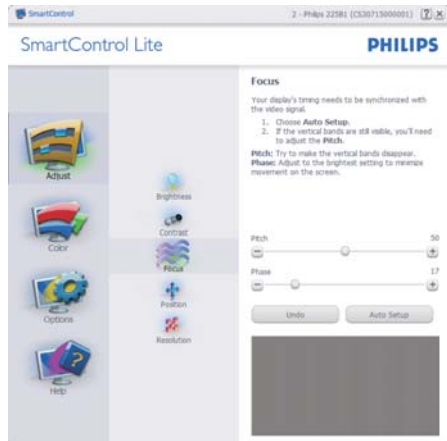 SmartControl
2 - Philips 225B1 (CS30715000001)
SmartControl Lite
PHILIPS
Adjust
Color
Options
Help
Brightness
Contrast
Focus
Position
Resolution
Focus
Your display's timing needs to be synchronized with
the video signal.
1. Choose Auto Setup.
2. If the vertical bands are still visible, you'll need
to adjust the Pitch.
Pitch: Try to make the vertical bands disappear.
Phase: Adjust to the brightest setting to minimize
movement on the screen.
Pitch 50
Phase 17
Undo Auto Setup